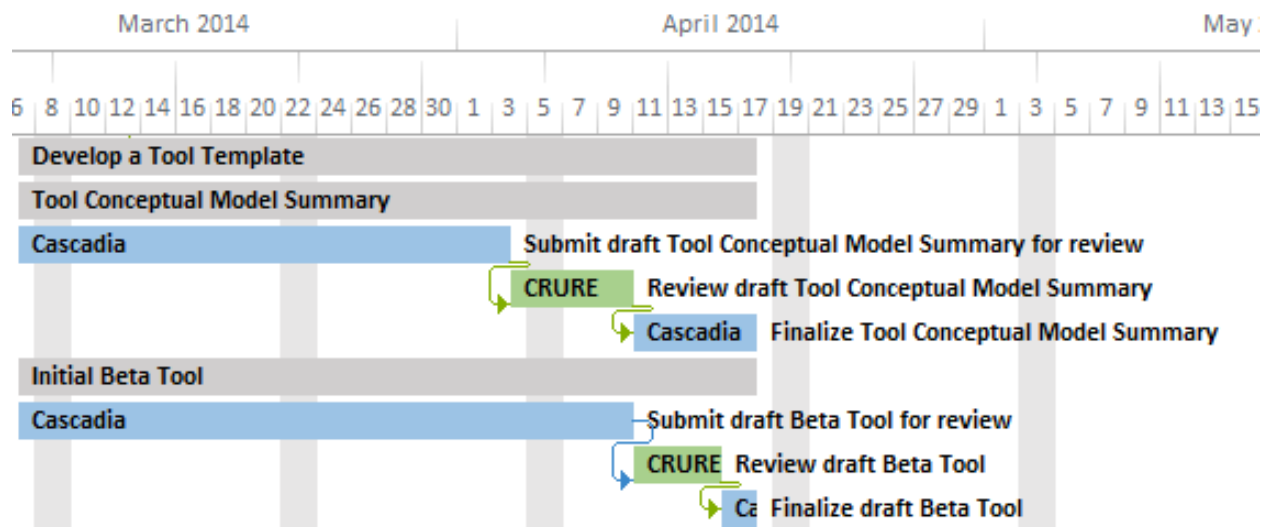 March 2014 April 2014 May
6 8 10 12 14 16 18 20 22 24 26 28 30 1 3 5 7 9 11 13 15 17 19 21 23 25 27 29 1 3 5 7 9 11 13 15
Develop a Tool Template
Tool Conceptual Model Summary
Cascadia Submit draft Tool Conceptual Model Summary for review
CRURE Review draft Tool Conceptual Model Summary
Cascadia Finalize Tool Conceptual Model Summary
Initial Beta Tool
Cascadia Submit draft Beta Tool for review
CRURE Review draft Beta Tool
Ca Finalize draft Beta Tool